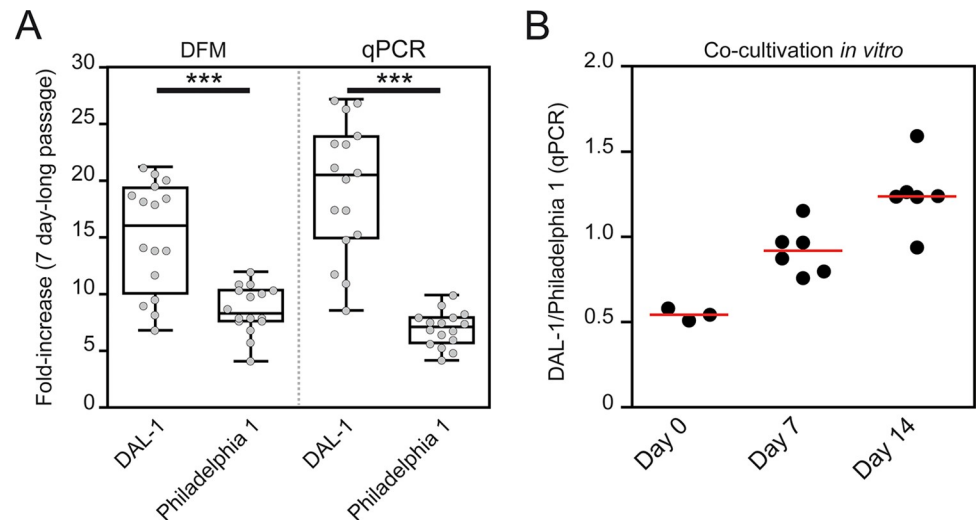 A
DFM
qPCR
***
***
Fold-increase (7 day-long passage)
30
25
20
15
10
5
0
DAL-1
Philadelphia 1
DAL-1
Philadelphia 1
B
Co-cultivation in vitro
DAL-1/Philadelphia 1 (qPCR)
2.0
1.5
1.0
0.5
0
Day 0
Day 7
Day 14